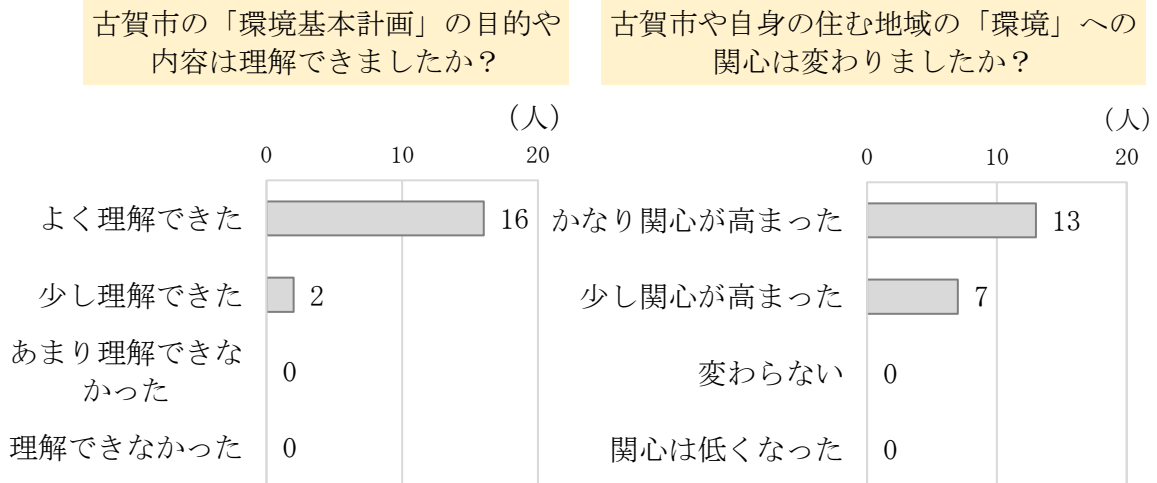 古賀市の「環境基本計画」の目的や
内容は理解できましたか？
（人）
0 10 20
よく理解できた 16
少し理解できた 2
あまり理解できな
かった 0
理解できなかった 0
古賀市や自身の住む地域の「環境」への
関心は変わりましたか？
（人）
0 10 20
かなり関心が高まった 13
少し関心が高まった 7
変わらない 0
関心は低くなった 0